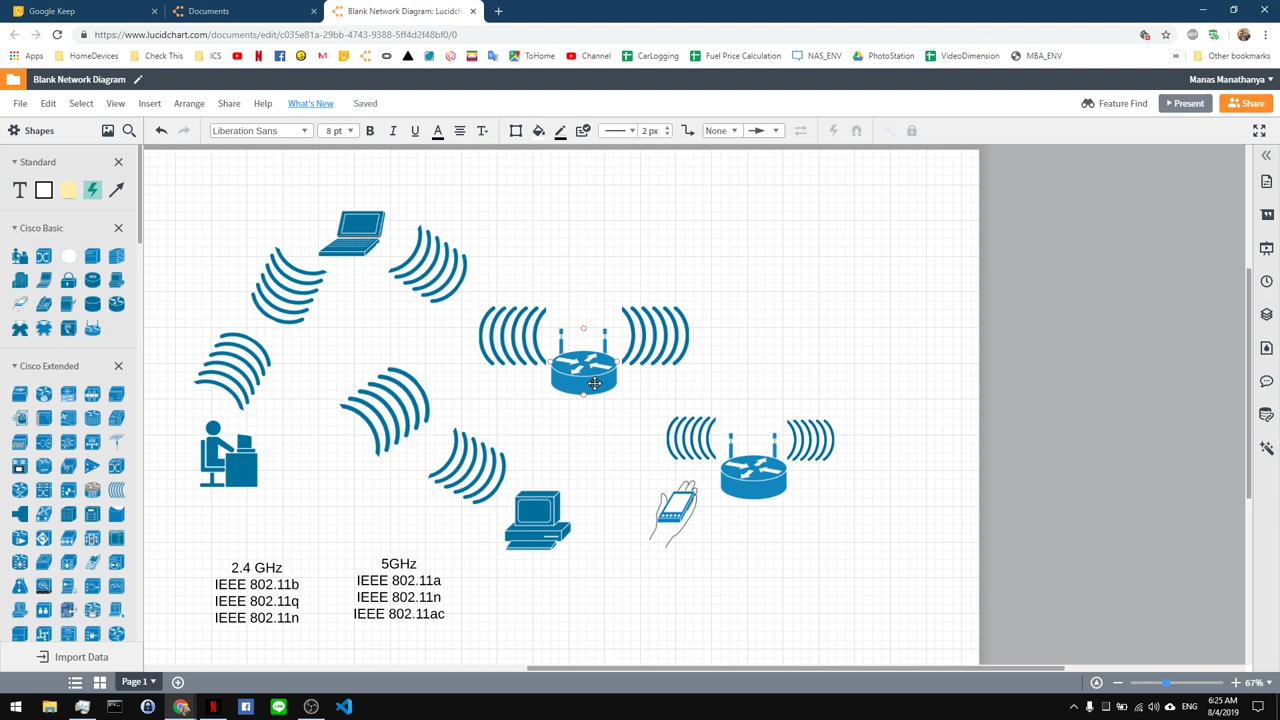 Google Keep
Documents
Blank Network Diagram: Lucidch
https://www.lucidchart.com/documents/edit/c035e81a-29bb-4743-9388-5ff4d2f48bf0/0
Apps
HomeDevices
Check This
ICS
ToHome
Channel
CarLogging
Fuel Price Calculation
NAS_ENV
PhotoStation
VideoDimension
MBA_ENV
»
Other bookmarks
Blank Network Diagram
Manas Manathanya
File
Edit
Select
View
Insert
Arrange
Share
Help
What's New
Saved
Feature Find
Present
Share
Shapes
Liberation Sans
8 pt
B
I
U
A
T
2 px
None
Standard
T
Cisco Basic
Cisco Extended
2.4 GHz
IEEE 802.11b
IEEE 802.11q
IEEE 802.11n
5GHz
IEEE 802.11a
IEEE 802.11n
IEEE 802.11ac
Import Data
Page 1
67%
ENG
6:25 AM
8/4/2019